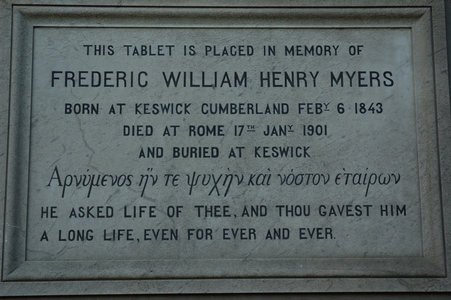 THIS TABLET IS PLACED IN MEMORY OF
FREDERIC WILLIAM HENRY MYERS
BORN AT KESWICK CUMBERLAND FEBY 6 1843
DIED AT ROME 17TH JANY 1901
AND BURIED AT KESWICK
Αρνύμενος ἥν τε ψυχὴν καὶ νόστον ἑταίρων
HE ASKED LIFE OF THEE, AND THOU GAVEST HIM
A LONG LIFE, EVEN FOR EVER AND EVER.